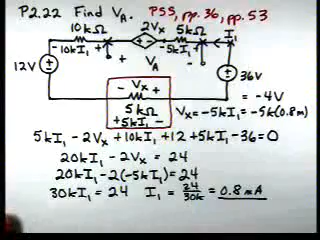 P2.22 Find VA. PSS, pg. 36, pp. 53
10kΩ 2Vx 5kΩ I1
-10kI1 + + - -5kI1 +
+ VA -
12V 36V
- Vx +
5kΩ
+5kI1 -
= -4V
Vx = -5kI1 = -5k(0.8m)
5kI1 - 2Vx + 10kI1 + 12 + 5kI1 - 36 = 0
20kI1 - 2Vx = 24
20kI1 - 2(-5kI1) = 24
30kI1 = 24 I1 = 24/30k = 0.8mA